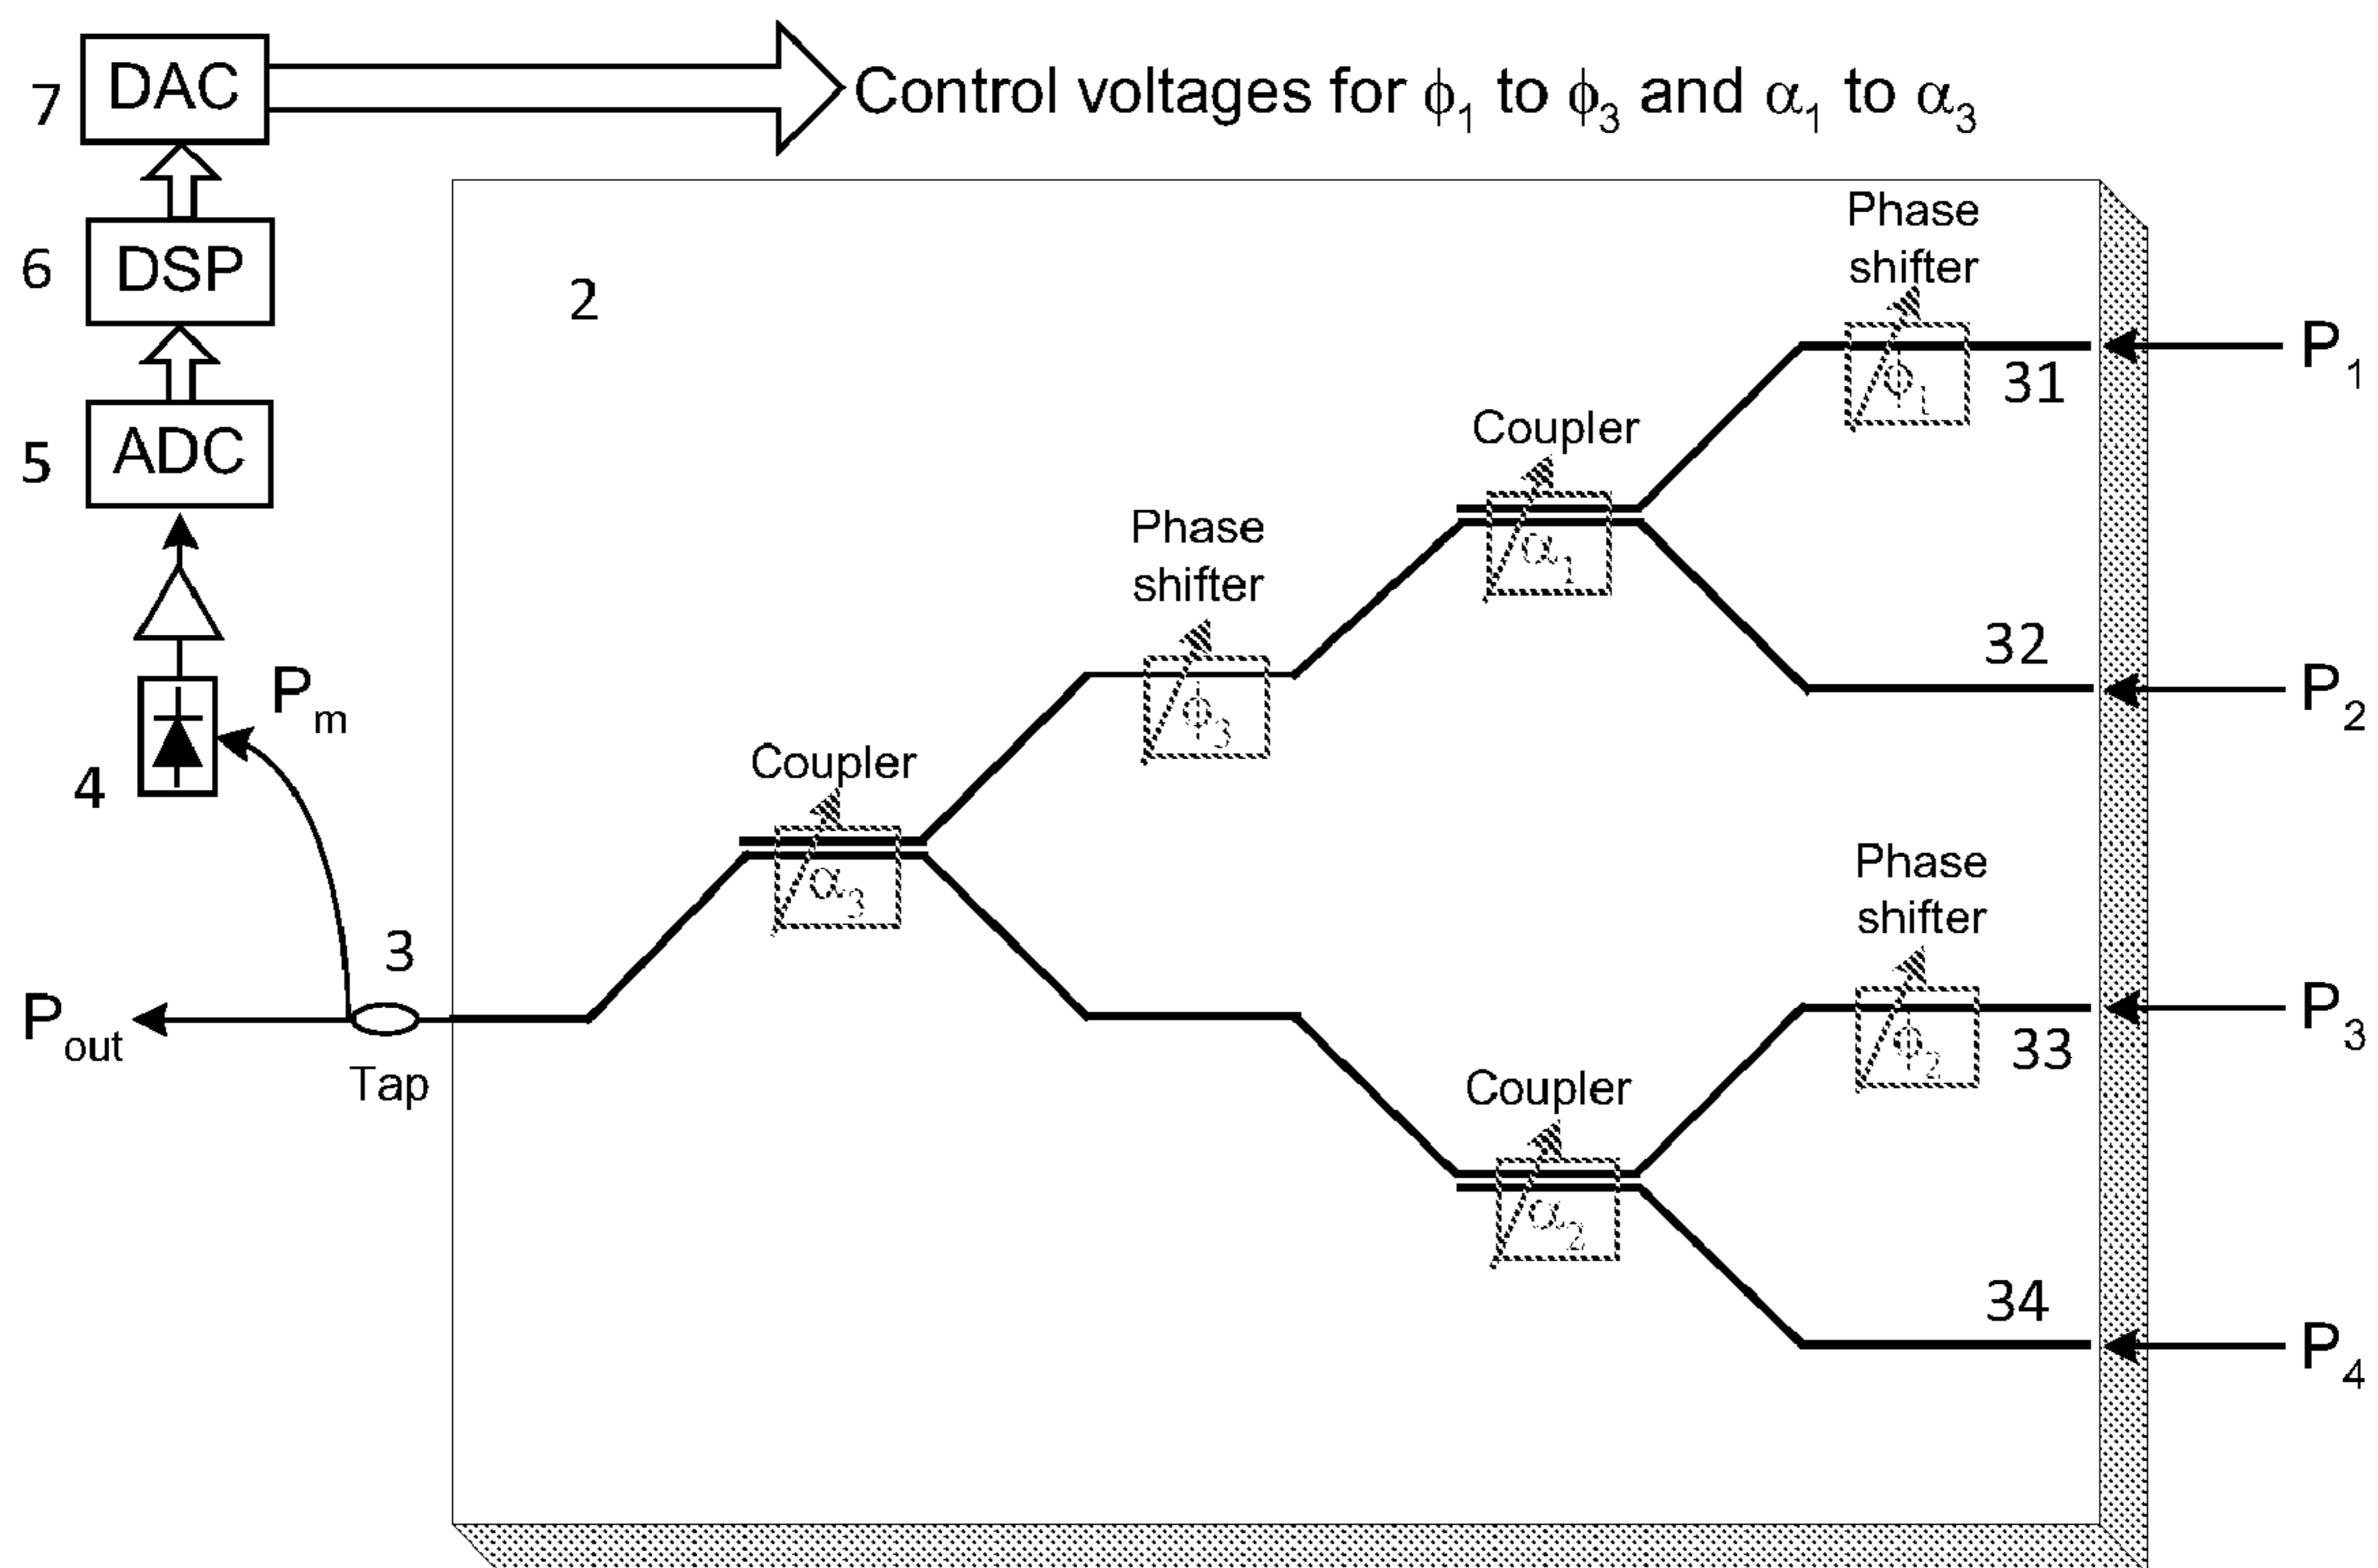 7
DAC
Control voltages for ϕ1 to ϕ3 and α1 to α3
6
DSP
2
Phase
shifter
ϕ1
31
P1
5
ADC
Coupler
α1
Phase
shifter
ϕ3
32
P2
Pm
4
Coupler
α3
Phase
shifter
ϕ2
33
P3
3
Pout
Tap
Coupler
α2
34
P4